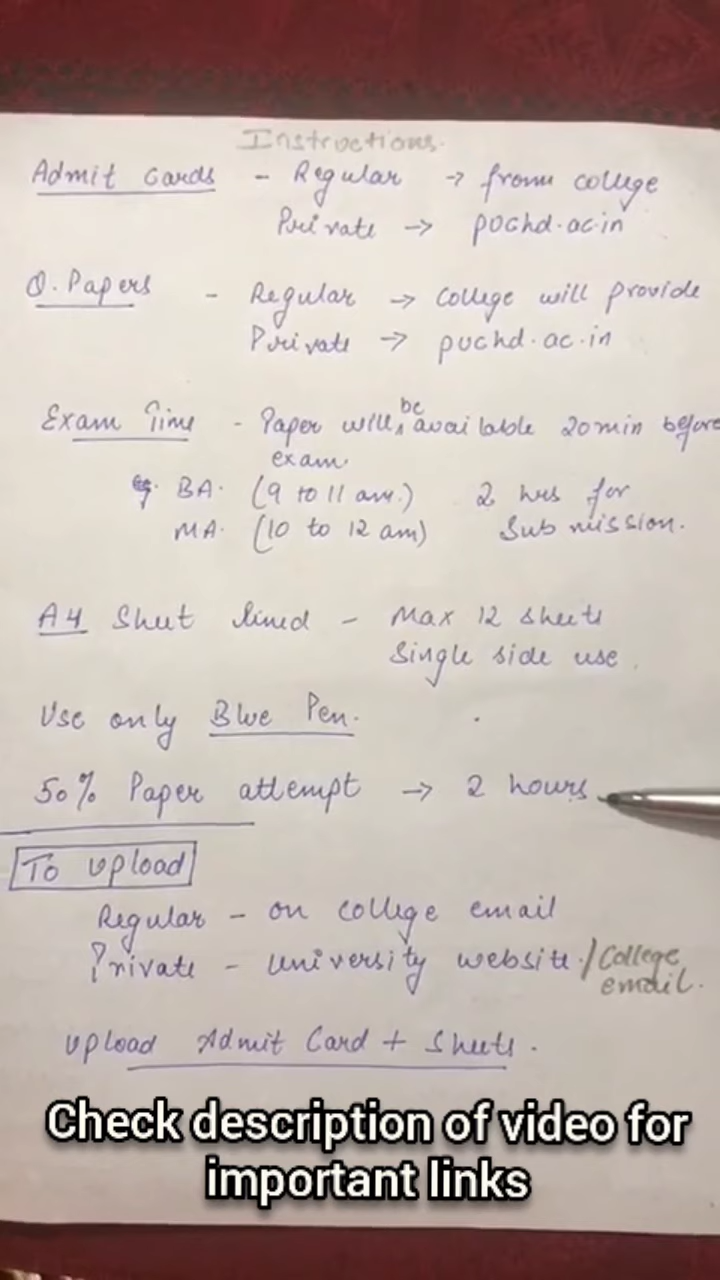 Instructions.
Admit Cards - Regular → from college
Private → puchd.ac.in
Q. Papers - Regular → College will provide
Private → puchd.ac.in
Exam Time - Paper will be available 20 min before
exam.
eg. BA. (9 to 11 am.) 2 hrs for
MA. (10 to 12 am) Submission.
A4 Sheet lined - Max 12 sheets
Single side use.
Use only Blue Pen.
50% Paper attempt → 2 hours
To Upload
Regular - on college email
Private - University website./College
email.
Upload Admit Card + Sheets.
Check description of video for
important links